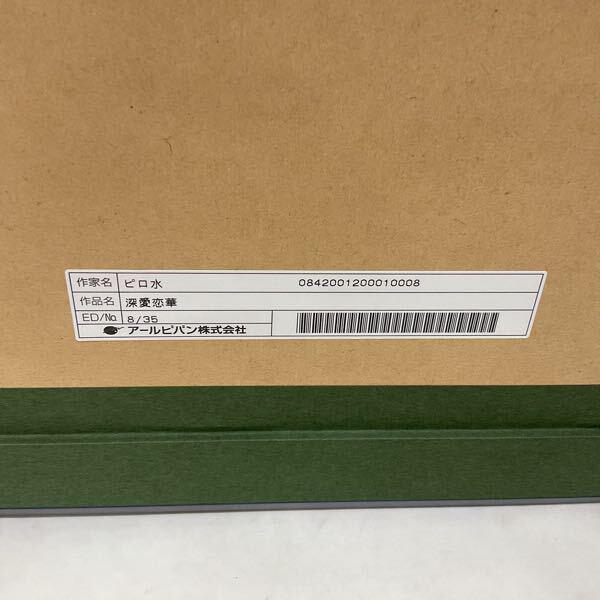 作家名 ピロ水 0842001200010008
作品名 深愛恋華
ED/No 8/35
アールビバン株式会社